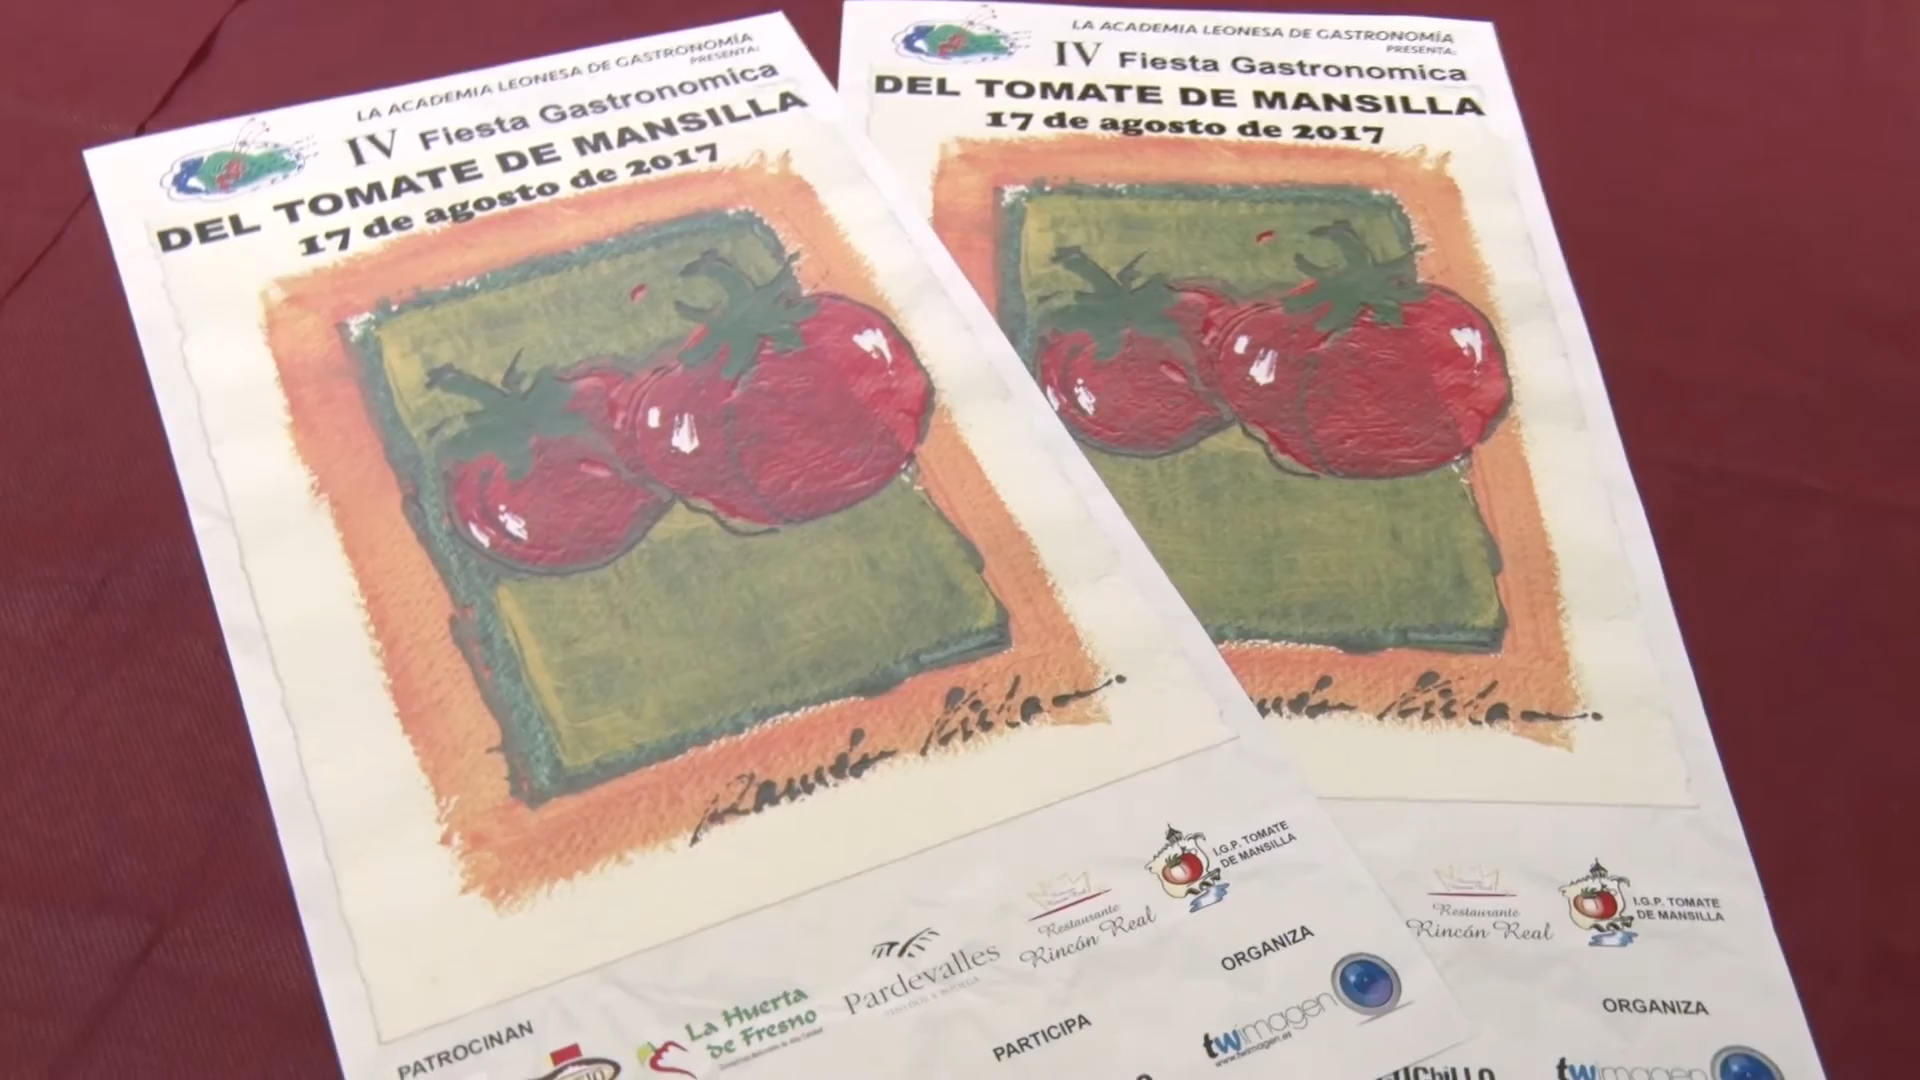 LA ACADEMIA LEONESA DE GASTRONOMÍA
PRESENTA:
IV Fiesta Gastronomica
DEL TOMATE DE MANSILLA
17 de agosto de 2017
I.G.P. TOMATE
DE MANSILLA
Restaurante
Rincón Real
Pardevalles
La Huerta
de Fresno
PATROCINAN
PARTICIPA
ORGANIZA
twimagen
www.twimagen.es
LA ACADEMIA LEONESA DE GASTRONOMÍA
PRESENTA:
IV Fiesta Gastronomica
DEL TOMATE DE MANSILLA
17 de agosto de 2017
Restaurante
Rincón Real
I.G.P. TOMATE
DE MANSILLA
ORGANIZA
twimagen